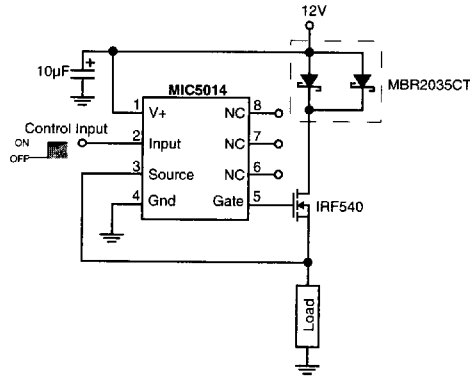 12V
10µF
+
MBR2035CT
MIC5014
1 V+ NC 8
Control Input
ON
OFF
2 Input NC 7
3 Source NC 6
4 Gnd Gate 5
IRF540
Load